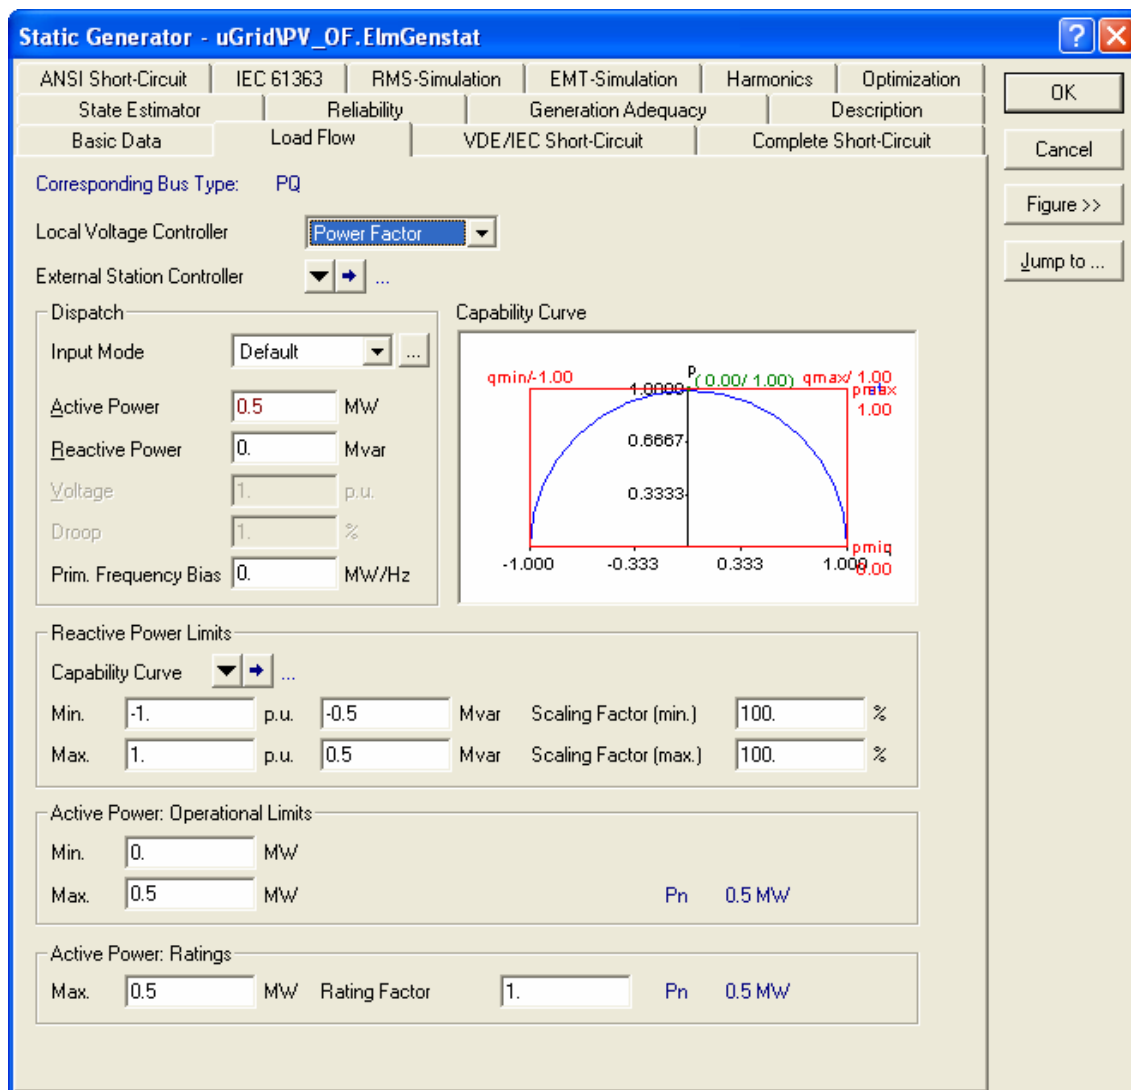 Static Generator - uGrid\PV_OF.ElmGenstat
ANSI Short-Circuit IEC 61363 RMS-Simulation EMT-Simulation Harmonics Optimization
State Estimator Reliability Generation Adequacy Description
Basic Data Load Flow VDE/IEC Short-Circuit Complete Short-Circuit
OK
Cancel
Figure >>
Jump to ...
Corresponding Bus Type: PQ
Local Voltage Controller Power Factor
External Station Controller ...
Dispatch
Input Mode Default ...
Active Power 0.5 MW
Reactive Power 0. Mvar
Voltage 1. p.u.
Droop 1. %
Prim. Frequency Bias 0. MW/Hz
Capability Curve
qmin/-1.00 p (0.00/ 1.00) qmax/ 1.00
1.0000
1.00
0.6667
0.3333
pmin
-1.000 -0.333 0.333 1.000 0.00
Reactive Power Limits
Capability Curve ...
Min. -1. p.u. -0.5 Mvar Scaling Factor (min.) 100. %
Max. 1. p.u. 0.5 Mvar Scaling Factor (max.) 100. %
Active Power: Operational Limits
Min. 0. MW
Max. 0.5 MW Pn 0.5 MW
Active Power: Ratings
Max. 0.5 MW Rating Factor 1. Pn 0.5 MW